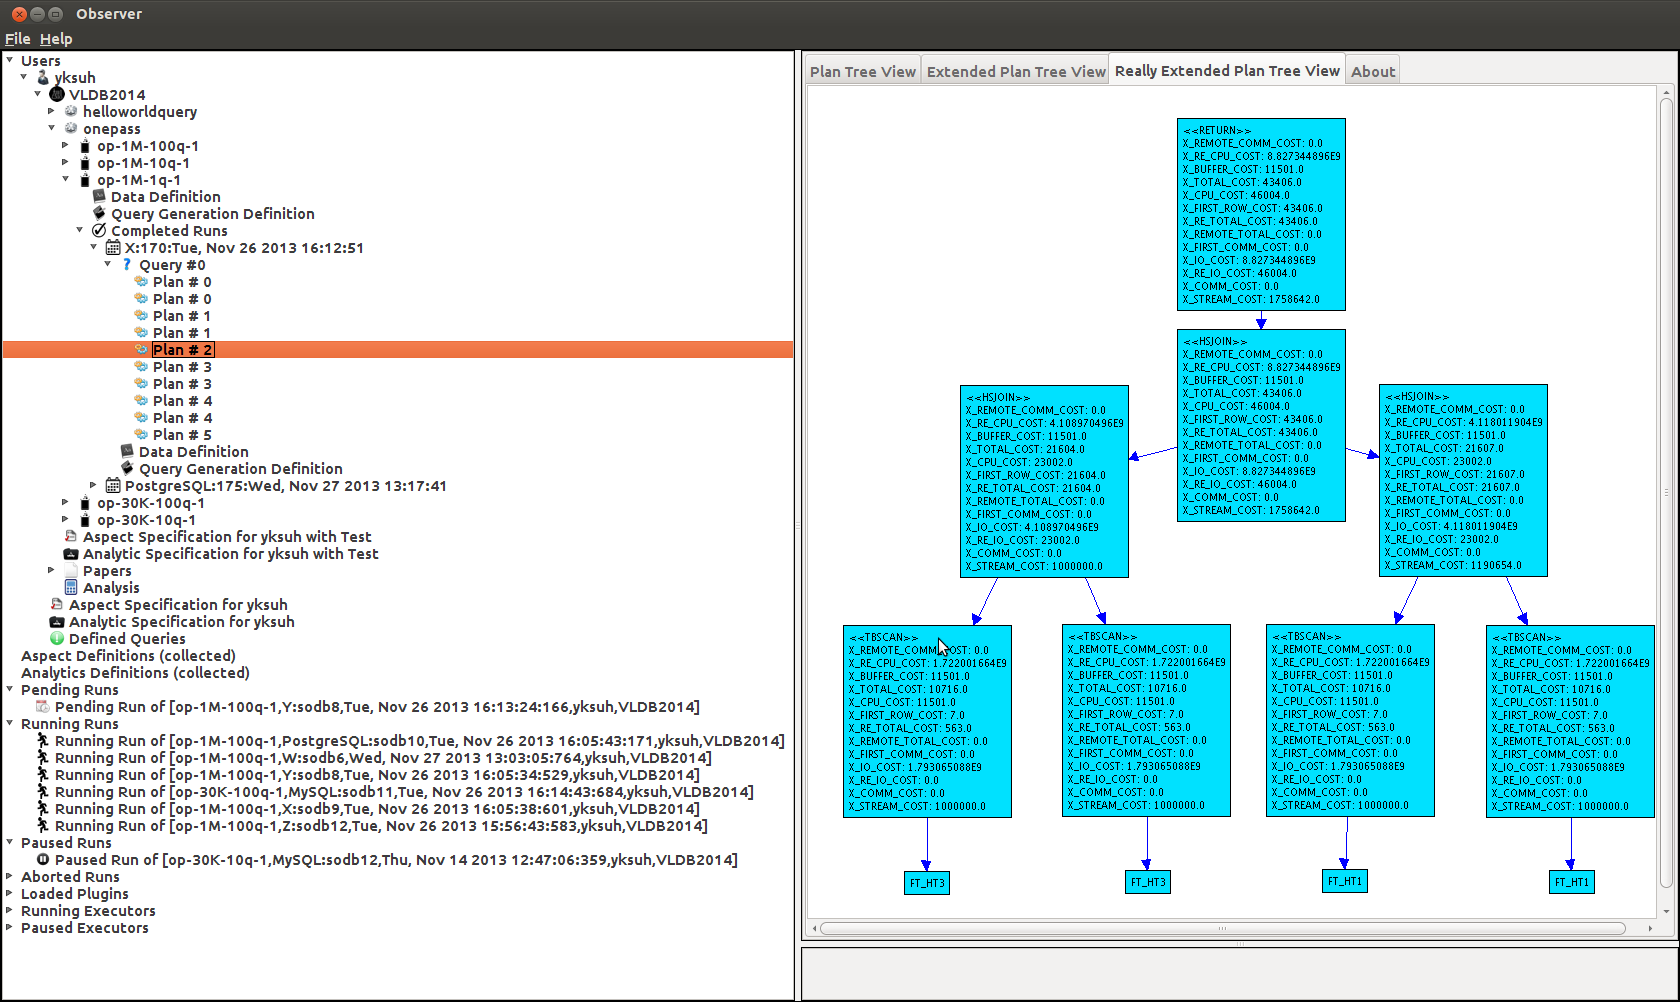 Observer
File Help
Users
yksuh
VLDB2014
helloworldquery
onepass
op-1M-100q-1
op-1M-10q-1
op-1M-1q-1
Data Definition
Query Generation Definition
Completed Runs
X:170:Tue, Nov 26 2013 16:12:51
Query #0
Plan # 0
Plan # 0
Plan # 1
Plan # 1
Plan # 2
Plan # 3
Plan # 3
Plan # 4
Plan # 4
Plan # 5
Data Definition
Query Generation Definition
PostgreSQL:175:Wed, Nov 27 2013 13:17:41
op-30K-100q-1
op-30K-10q-1
Aspect Specification for yksuh with Test
Analytic Specification for yksuh with Test
Papers
Analysis
Aspect Specification for yksuh
Analytic Specification for yksuh
Defined Queries
Aspect Definitions (collected)
Analytics Definitions (collected)
Pending Runs
Pending Run of [op-1M-100q-1,Y:sodb8,Tue, Nov 26 2013 16:13:24:166,yksuh,VLDB2014]
Running Runs
Running Run of [op-1M-100q-1,PostgreSQL:sodb10,Tue, Nov 26 2013 16:05:43:171,yksuh,VLDB2014]
Running Run of [op-1M-100q-1,W:sodb6,Wed, Nov 27 2013 13:03:05:764,yksuh,VLDB2014]
Running Run of [op-1M-100q-1,Y:sodb8,Tue, Nov 26 2013 16:05:34:529,yksuh,VLDB2014]
Running Run of [op-30K-100q-1,MySQL:sodb11,Tue, Nov 26 2013 16:14:43:684,yksuh,VLDB2014]
Running Run of [op-1M-100q-1,X:sodb9,Tue, Nov 26 2013 16:05:38:601,yksuh,VLDB2014]
Running Run of [op-1M-100q-1,Z:sodb12,Tue, Nov 26 2013 15:56:43:583,yksuh,VLDB2014]
Paused Runs
Paused Run of [op-30K-10q-1,MySQL:sodb12,Thu, Nov 14 2013 12:47:06:359,yksuh,VLDB2014]
Aborted Runs
Loaded Plugins
Running Executors
Paused Executors
Plan Tree View Extended Plan Tree View Really Extended Plan Tree View About
<<RETURN>>
X_REMOTE_COMM_COST: 0.0
X_RE_CPU_COST: 8.827344896E9
X_BUFFER_COST: 11501.0
X_TOTAL_COST: 43406.0
X_CPU_COST: 46004.0
X_FIRST_ROW_COST: 43406.0
X_RE_TOTAL_COST: 43406.0
X_REMOTE_TOTAL_COST: 0.0
X_FIRST_COMM_COST: 0.0
X_IO_COST: 8.827344896E9
X_RE_IO_COST: 46004.0
X_COMM_COST: 0.0
X_STREAM_COST: 1758642.0
<<HSJOIN>>
X_REMOTE_COMM_COST: 0.0
X_RE_CPU_COST: 8.827344896E9
X_BUFFER_COST: 11501.0
X_TOTAL_COST: 43406.0
X_CPU_COST: 46004.0
X_FIRST_ROW_COST: 43406.0
X_RE_TOTAL_COST: 43406.0
X_REMOTE_TOTAL_COST: 0.0
X_FIRST_COMM_COST: 0.0
X_IO_COST: 8.827344896E9
X_RE_IO_COST: 46004.0
X_COMM_COST: 0.0
X_STREAM_COST: 1758642.0
<<HSJOIN>>
X_REMOTE_COMM_COST: 0.0
X_RE_CPU_COST: 4.108970496E9
X_BUFFER_COST: 11501.0
X_TOTAL_COST: 21604.0
X_CPU_COST: 23002.0
X_FIRST_ROW_COST: 21604.0
X_RE_TOTAL_COST: 21604.0
X_REMOTE_TOTAL_COST: 0.0
X_FIRST_COMM_COST: 0.0
X_IO_COST: 4.108970496E9
X_RE_IO_COST: 23002.0
X_COMM_COST: 0.0
X_STREAM_COST: 1000000.0
<<HSJOIN>>
X_REMOTE_COMM_COST: 0.0
X_RE_CPU_COST: 4.118011904E9
X_BUFFER_COST: 11501.0
X_TOTAL_COST: 21607.0
X_CPU_COST: 23002.0
X_FIRST_ROW_COST: 21607.0
X_RE_TOTAL_COST: 21607.0
X_REMOTE_TOTAL_COST: 0.0
X_FIRST_COMM_COST: 0.0
X_IO_COST: 4.118011904E9
X_RE_IO_COST: 23002.0
X_COMM_COST: 0.0
X_STREAM_COST: 1190654.0
<<TBSCAN>>
0.0
X_RE_CPU_COST: 1.722001664E9
X_BUFFER_COST: 11501.0
X_TOTAL_COST: 10716.0
X_CPU_COST: 11501.0
X_FIRST_ROW_COST: 7.0
X_RE_TOTAL_COST: 563.0
X_REMOTE_TOTAL_COST: 0.0
X_FIRST_COMM_COST: 0.0
X_IO_COST: 1.793065088E9
X_RE_IO_COST: 0.0
X_COMM_COST: 0.0
X_STREAM_COST: 1000000.0
<<TBSCAN>>
X_REMOTE_COMM_COST: 0.0
X_RE_CPU_COST: 1.722001664E9
X_BUFFER_COST: 11501.0
X_TOTAL_COST: 10716.0
X_CPU_COST: 11501.0
X_FIRST_ROW_COST: 7.0
X_RE_TOTAL_COST: 563.0
X_REMOTE_TOTAL_COST: 0.0
X_FIRST_COMM_COST: 0.0
X_IO_COST: 1.793065088E9
X_RE_IO_COST: 0.0
X_COMM_COST: 0.0
X_STREAM_COST: 1000000.0
<<TBSCAN>>
X_REMOTE_COMM_COST: 0.0
X_RE_CPU_COST: 1.722001664E9
X_BUFFER_COST: 11501.0
X_TOTAL_COST: 10716.0
X_CPU_COST: 11501.0
X_FIRST_ROW_COST: 7.0
X_RE_TOTAL_COST: 563.0
X_REMOTE_TOTAL_COST: 0.0
X_FIRST_COMM_COST: 0.0
X_IO_COST: 1.793065088E9
X_RE_IO_COST: 0.0
X_COMM_COST: 0.0
X_STREAM_COST: 1000000.0
<<TBSCAN>>
X_REMOTE_COMM_COST: 0.0
X_RE_CPU_COST: 1.722001664E9
X_BUFFER_COST: 11501.0
X_TOTAL_COST: 10716.0
X_CPU_COST: 11501.0
X_FIRST_ROW_COST: 7.0
X_RE_TOTAL_COST: 563.0
X_REMOTE_TOTAL_COST: 0.0
X_FIRST_COMM_COST: 0.0
X_IO_COST: 1.793065088E9
X_RE_IO_COST: 0.0
X_COMM_COST: 0.0
X_STREAM_COST: 1000000.0
FT_HT3
FT_HT3
FT_HT1
FT_HT1